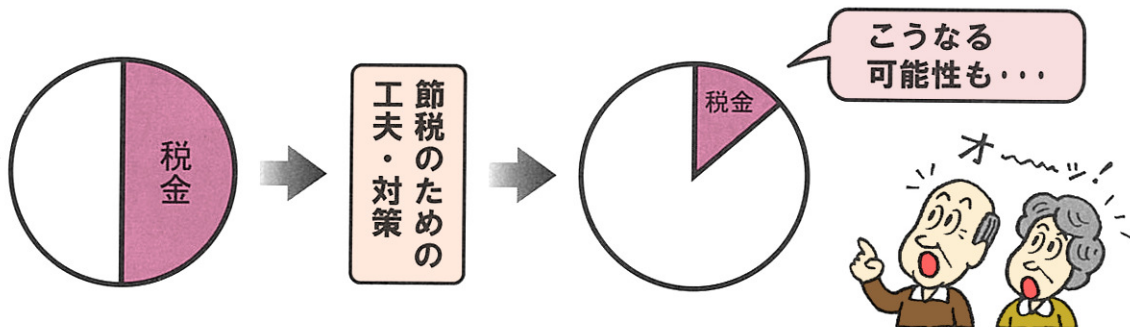 税金
節税のための
工夫・対策
税金
こうなる
可能性も・・・
オ〜〜ッ!